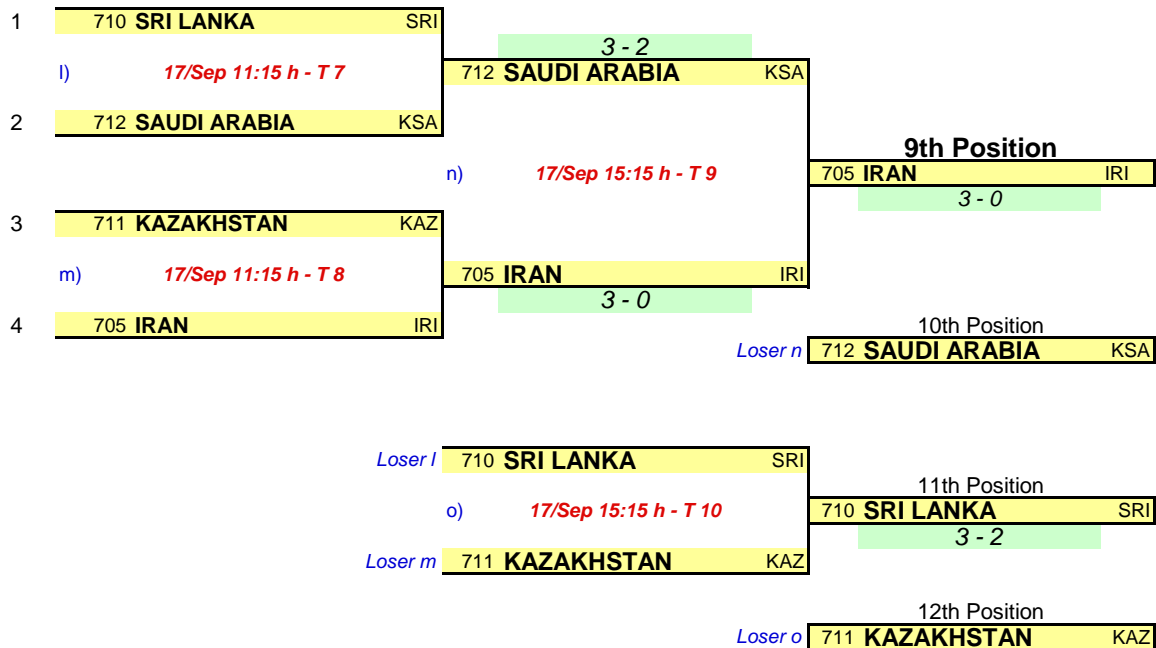 1 710 SRI LANKA SRI
3 - 2
l) 17/Sep 11:15 h - T 7 712 SAUDI ARABIA KSA
2 712 SAUDI ARABIA KSA
9th Position
n) 17/Sep 15:15 h - T 9 705 IRAN IRI
3 - 0
3 711 KAZAKHSTAN KAZ
m) 17/Sep 11:15 h - T 8 705 IRAN IRI
3 - 0
4 705 IRAN IRI 10th Position
Loser n 712 SAUDI ARABIA KSA
Loser l 710 SRI LANKA SRI
11th Position
o) 17/Sep 15:15 h - T 10 710 SRI LANKA SRI
3 - 2
Loser m 711 KAZAKHSTAN KAZ
12th Position
Loser o 711 KAZAKHSTAN KAZ